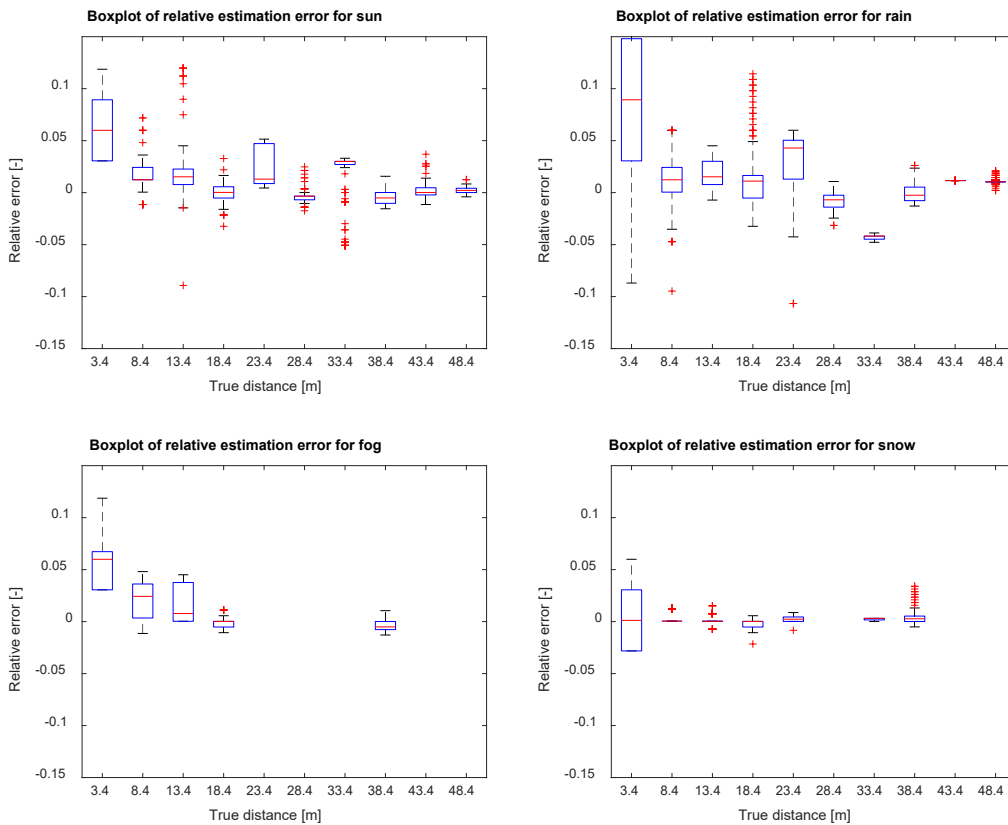 Boxplot of relative estimation error for sun
0.1
0.05
0
-0.05
-0.1
-0.15
Relative error [-]
3.4 8.4 13.4 18.4 23.4 28.4 33.4 38.4 43.4 48.4
True distance [m]
Boxplot of relative estimation error for rain
0.1
0.05
0
-0.05
-0.1
-0.15
Relative error [-]
3.4 8.4 13.4 18.4 23.4 28.4 33.4 38.4 43.4 48.4
True distance [m]
Boxplot of relative estimation error for fog
0.1
0.05
0
-0.05
-0.1
-0.15
Relative error [-]
3.4 8.4 13.4 18.4 23.4 28.4 33.4 38.4 43.4 48.4
True distance [m]
Boxplot of relative estimation error for snow
0.1
0.05
0
-0.05
-0.1
-0.15
Relative error [-]
3.4 8.4 13.4 18.4 23.4 28.4 33.4 38.4 43.4 48.4
True distance [m]